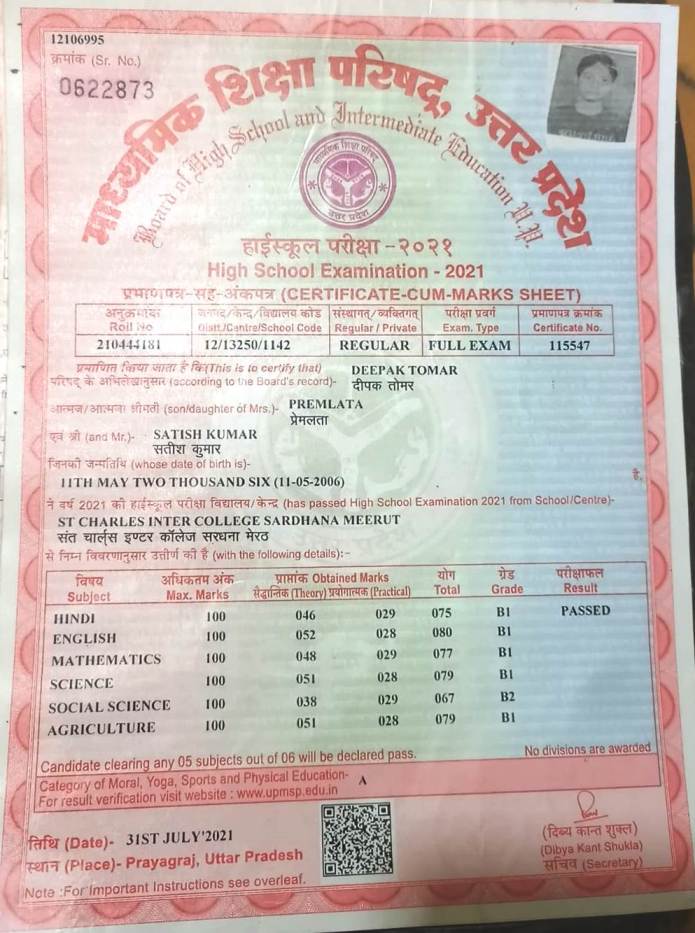 12106995
क्रमांक (Sr. No.)
0622873
माध्यमिक शिक्षा परिषद्, उत्तर प्रदेश
Board of High School and Intermediate Education U.P.
माध्यमिक शिक्षा परिषद
उत्तर प्रदेश
हाईस्कूल परीक्षा -२०२१
High School Examination - 2021
प्रमाणपत्र-सह-अंकपत्र (CERTIFICATE-CUM-MARKS SHEET)
अनुक्रमांक जनपद/केन्द्र/विद्यालय कोड संस्थागत/व्यक्तिगत परीक्षा प्रवर्ग प्रमाणपत्र क्रमांक
Roll No Distt./Centre/School Code Regular / Private Exam. Type Certificate No.
210444181 12/13250/1142 REGULAR FULL EXAM 115547
प्रमाणित किया जाता है कि(This is to certify that) DEEPAK TOMAR
परिषद के अभिलेखानुसार (according to the Board's record)- दीपक तोमर
आत्मज/आत्मजा श्रीमती (son/daughter of Mrs.)- PREMLATA
प्रेमलता
एवं श्री (and Mr.)- SATISH KUMAR
सतीश कुमार
जिनकी जन्मतिथि (whose date of birth is)-
11TH MAY TWO THOUSAND SIX (11-05-2006) है,
ने वर्ष 2021 की हाईस्कूल परीक्षा विद्यालय/केन्द्र (has passed High School Examination 2021 from School/Centre)-
ST CHARLES INTER COLLEGE SARDHANA MEERUT
संत चार्ल्स इण्टर कॉलेज सरधना मेरठ
से निम्न विवरणानुसार उत्तीर्ण की है (with the following details):-
विषय अधिकतम अंक प्राप्तांक Obtained Marks योग ग्रेड परीक्षाफल
Subject Max. Marks सैद्धान्तिक (Theory) प्रयोगात्मक (Practical) Total Grade Result
HINDI 100 046 029 075 B1 PASSED
ENGLISH 100 052 028 080 B1
MATHEMATICS 100 048 029 077 B1
SCIENCE 100 051 028 079 B1
SOCIAL SCIENCE 100 038 029 067 B2
AGRICULTURE 100 051 028 079 B1
Candidate clearing any 05 subjects out of 06 will be declared pass. No divisions are awarded
Category of Moral, Yoga, Sports and Physical Education- A
For result verification visit website : www.upmsp.edu.in
तिथि (Date)- 31ST JULY'2021
स्थान (Place)- Prayagraj, Uttar Pradesh
(दिब्य कान्त शुक्ल)
(Dibya Kant Shukla)
सचिव (Secretary)
Note :For Important Instructions see overleaf.